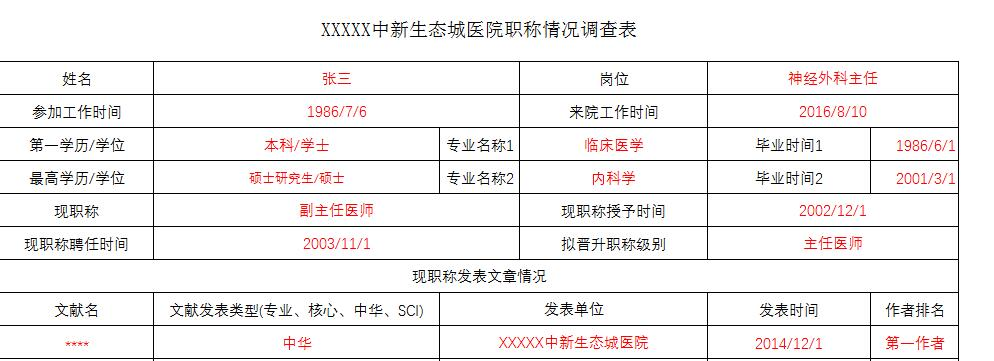 XXXXX中新生态城医院职称情况调查表
姓名 张三 岗位 神经外科主任
参加工作时间 1986/7/6 来院工作时间 2016/8/10
第一学历/学位 本科/学士 专业名称1 临床医学 毕业时间1 1986/6/1
最高学历/学位 硕士研究生/硕士 专业名称2 内科学 毕业时间2 2001/3/1
现职称 副主任医师 现职称授予时间 2002/12/1
现职称聘任时间 2003/11/1 拟晋升职称级别 主任医师
现职称发表文章情况
文献名 文献发表类型(专业、核心、中华、SCI) 发表单位 发表时间 作者排名
**** 中华 XXXXX中新生态城医院 2014/12/1 第一作者